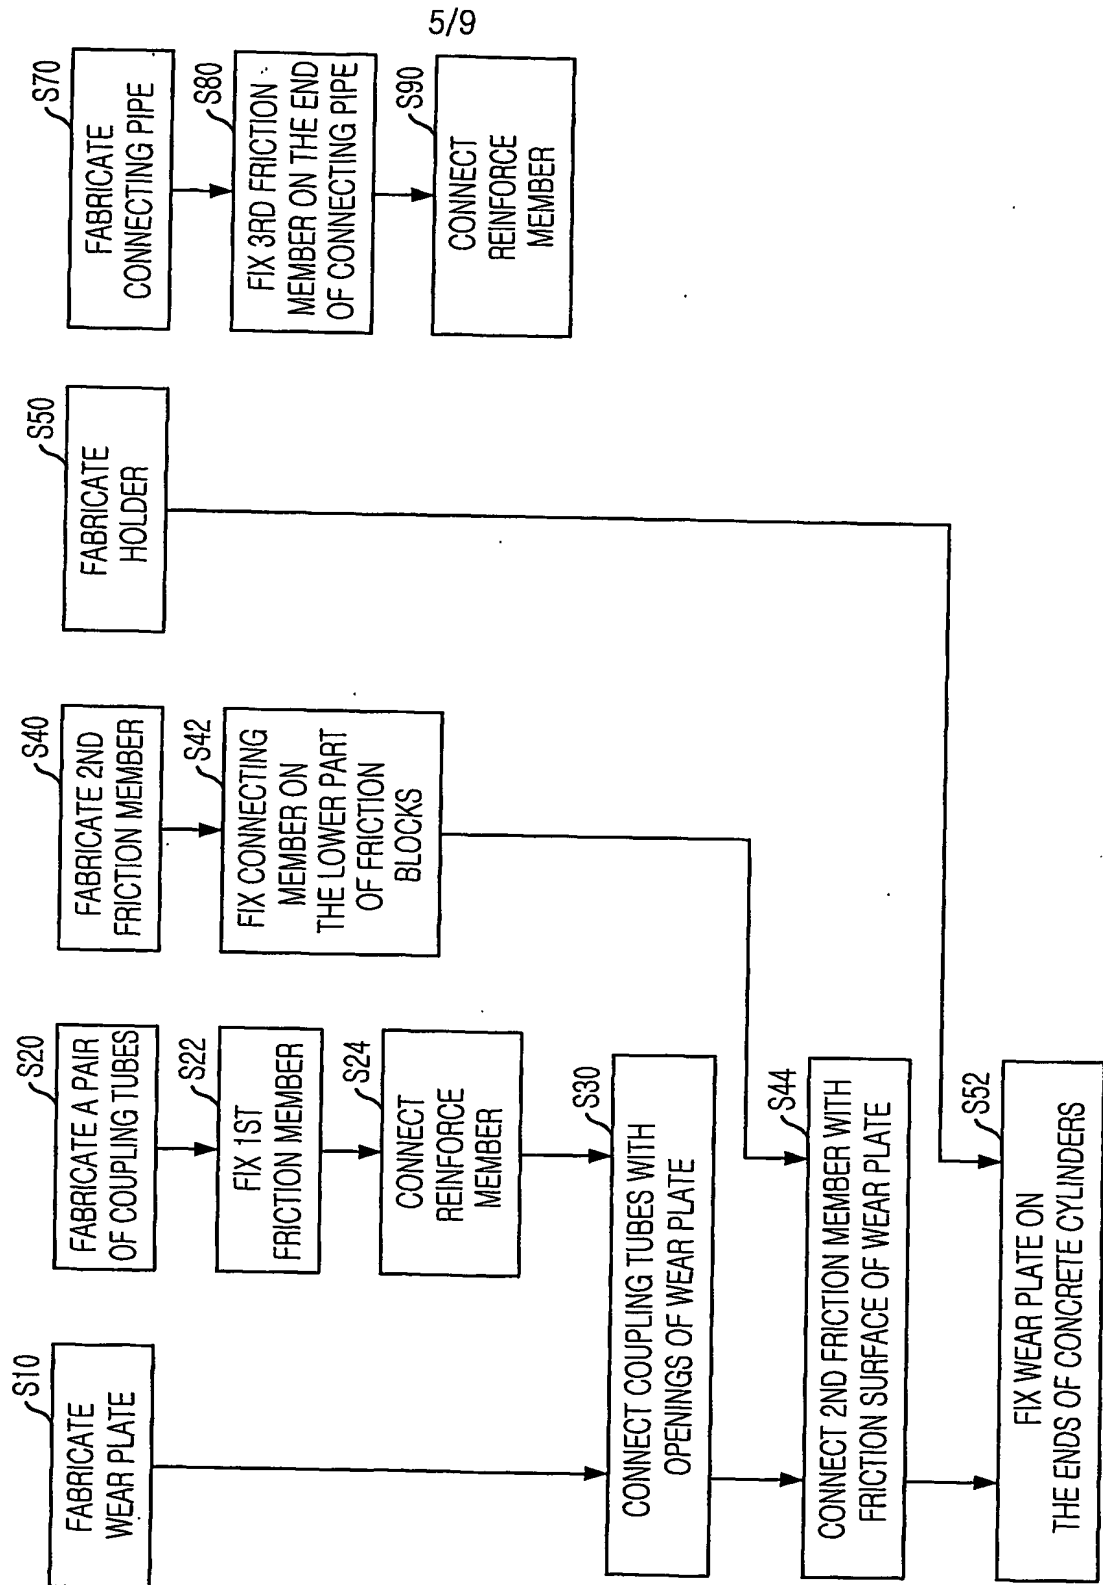 5/9
S10
FABRICATE
WEAR PLATE
S20
FABRICATE A PAIR
OF COUPLING TUBES
S22
FIX 1ST
FRICTION MEMBER
S24
CONNECT
REINFORCE
MEMBER
S30
CONNECT COUPLING TUBES WITH
OPENINGS OF WEAR PLATE
S40
FABRICATE 2ND
FRICTION MEMBER
S42
FIX CONNECTING
MEMBER ON
THE LOWER PART
OF FRICTION
BLOCKS
S44
CONNECT 2ND FRICTION MEMBER WITH
FRICTION SURFACE OF WEAR PLATE
S50
FABRICATE
HOLDER
S52
FIX WEAR PLATE ON
THE ENDS OF CONCRETE CYLINDERS
S70
FABRICATE
CONNECTING PIPE
S80
FIX 3RD FRICTION
MEMBER ON THE END
OF CONNECTING PIPE
S90
CONNECT
REINFORCE
MEMBER